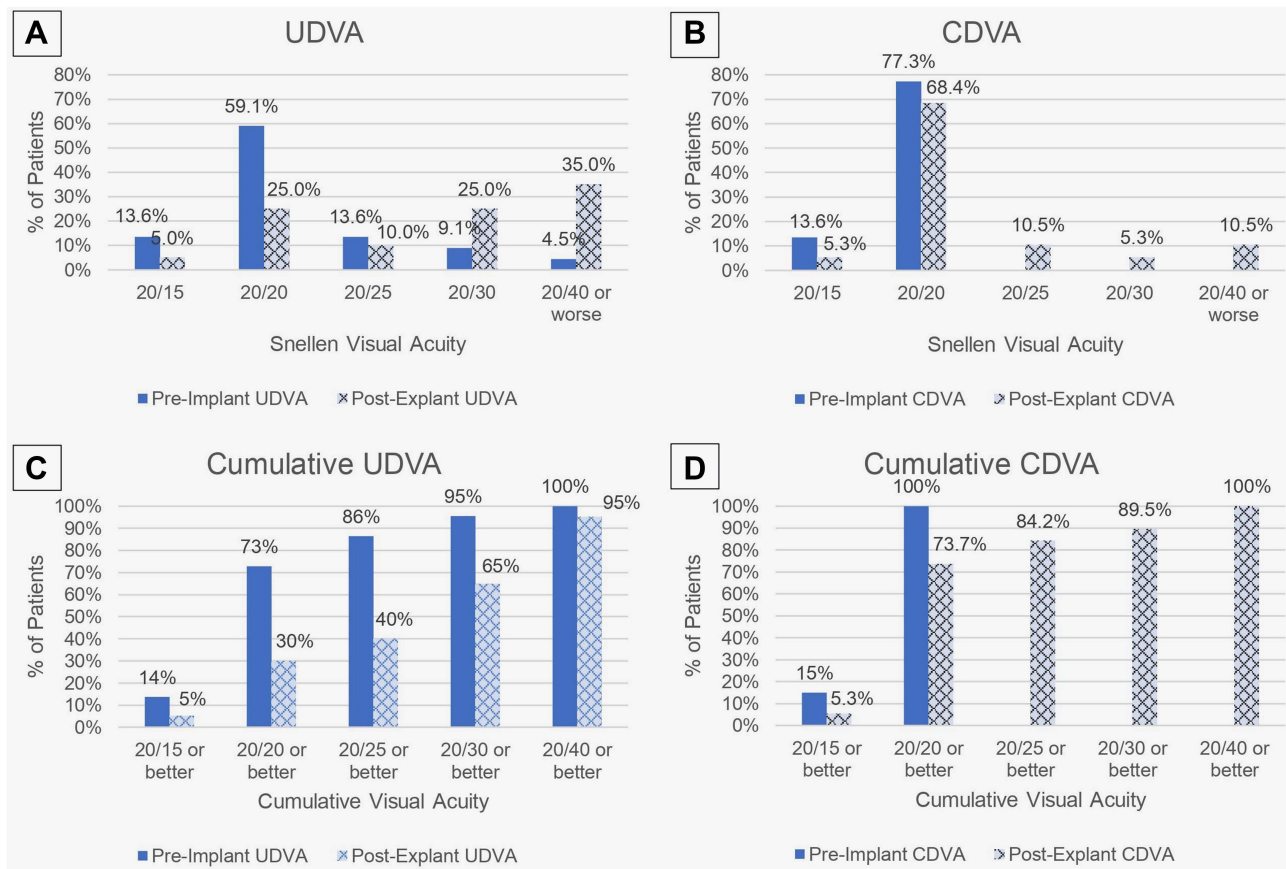 A
UDVA
80%
70%
60%
50%
40%
30%
20%
10%
0%
% of Patients
13.6%
5.0%
59.1%
25.0%
13.6%
10.0%
9.1%
25.0%
4.5%
35.0%
20/15
20/20
20/25
20/30
20/40 or
worse
Snellen Visual Acuity
Pre-Implant UDVA
Post-Explant UDVA
B
CDVA
80%
70%
60%
50%
40%
30%
20%
10%
0%
% of Patients
13.6%
5.3%
77.3%
68.4%
10.5%
5.3%
10.5%
20/15
20/20
20/25
20/30
20/40 or
worse
Snellen Visual Acuity
Pre-Implant CDVA
Post-Explant CDVA
C
Cumulative UDVA
100%
90%
80%
70%
60%
50%
40%
30%
20%
10%
0%
% of Patients
14%
5%
73%
30%
86%
40%
95%
65%
100%
95%
20/15 or
better
20/20 or
better
20/25 or
better
20/30 or
better
20/40 or
better
Cumulative Visual Acuity
Pre-Implant UDVA
Post-Explant UDVA
D
Cumulative CDVA
100%
90%
80%
70%
60%
50%
40%
30%
20%
10%
0%
% of Patients
15%
5.3%
100%
73.7%
84.2%
89.5%
100%
20/15 or
better
20/20 or
better
20/25 or
better
20/30 or
better
20/40 or
better
Cumulative Visual Acuity
Pre-Implant CDVA
Post-Explant CDVA